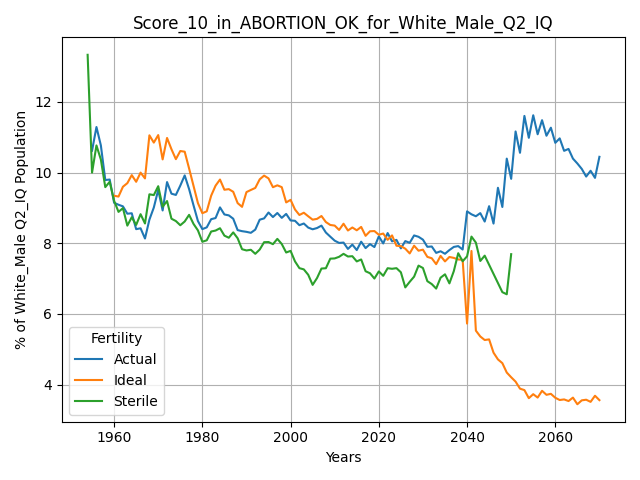 Score_10_in_ABORTION_OK_for_White_Male_Q2_IQ
% of White_Male Q2_IQ Population
12
10
8
6
4
Fertility
Actual
Ideal
Sterile
1960
1980
2000
2020
2040
2060
Years